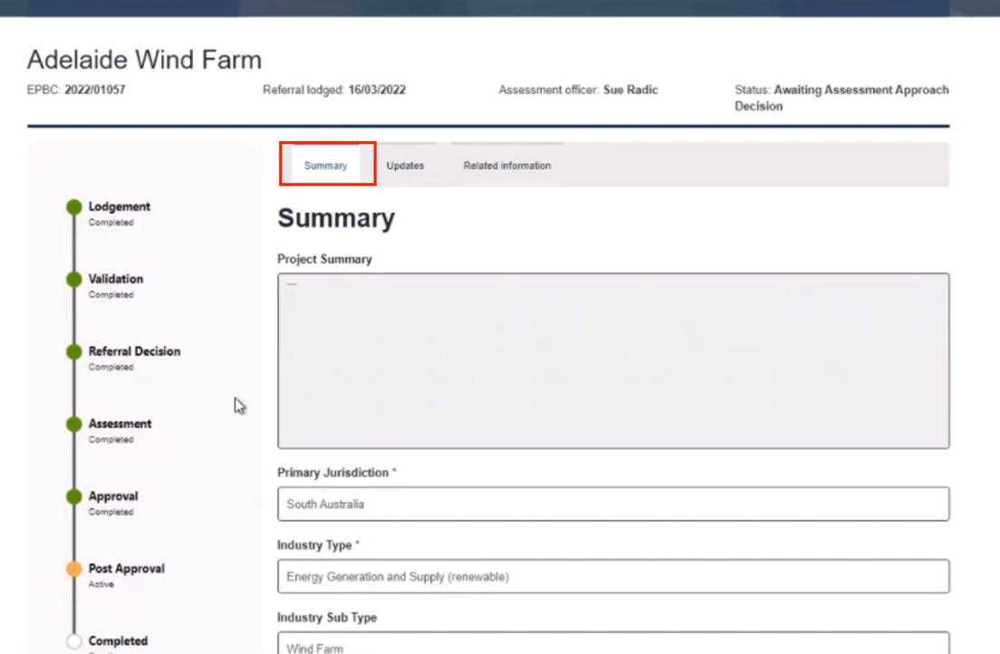 Adelaide Wind Farm
EPBC: 2022/01057
Referral lodged: 16/03/2022
Assessment officer: Sue Radic
Status: Awaiting Assessment Approach
Decision
Lodgement
Completed
Validation
Completed
Referral Decision
Completed
Assessment
Completed
Approval
Completed
Post Approval
Active
Completed
Summary
Updates
Related information
Summary
Project Summary
—
Primary Jurisdiction *
South Australia
Industry Type *
Energy Generation and Supply (renewable)
Industry Sub Type
Wind Farm